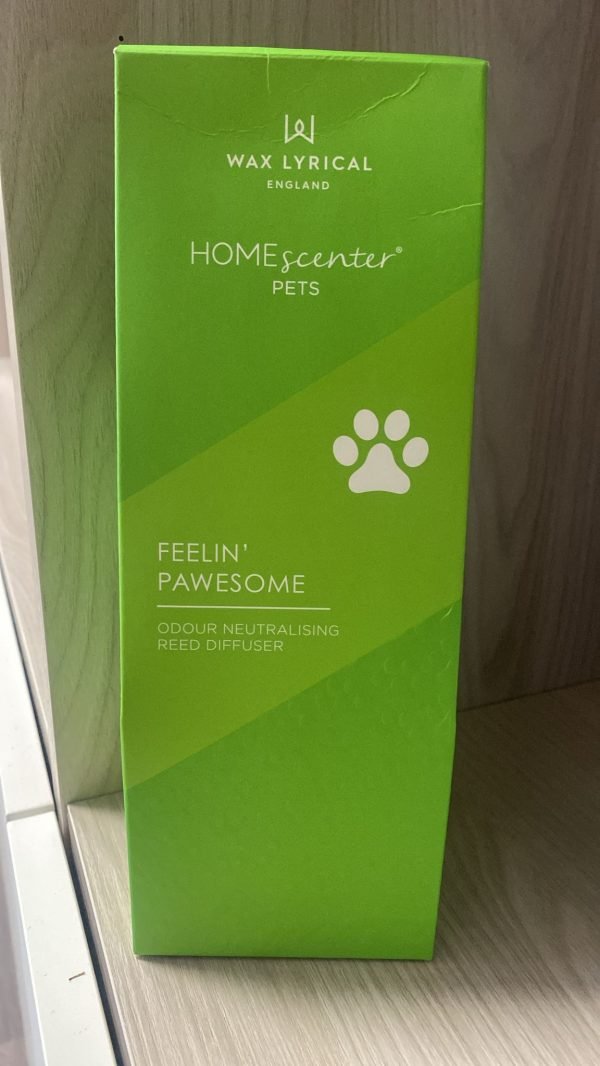 WAX LYRICAL
ENGLAND
HOMEscenter®
PETS
FEELIN'
PAWESOME
ODOUR NEUTRALISING
REED DIFFUSER